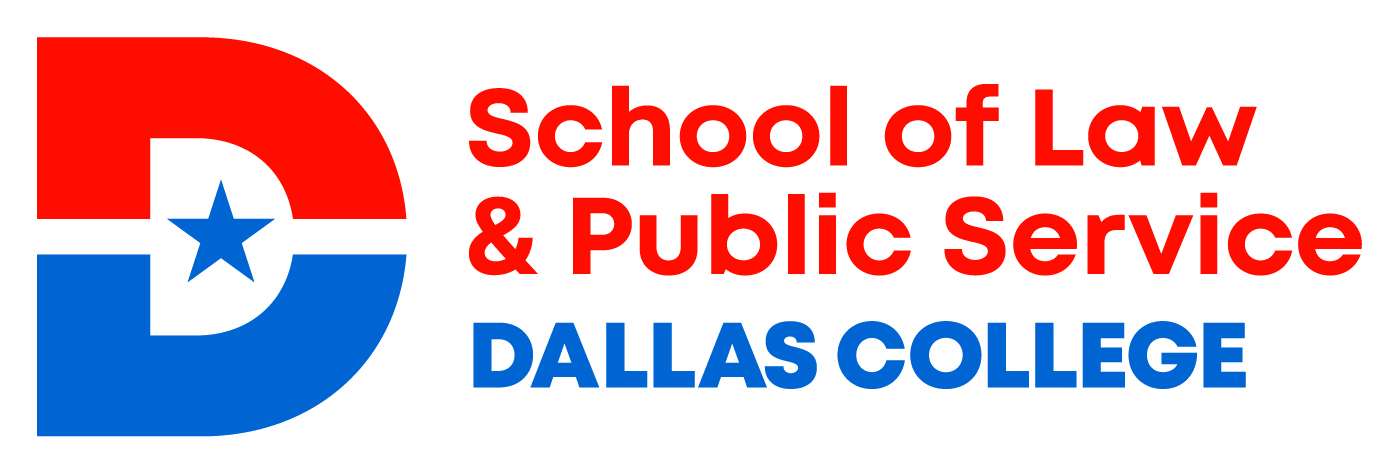 School of Law
& Public Service
DALLAS COLLEGE